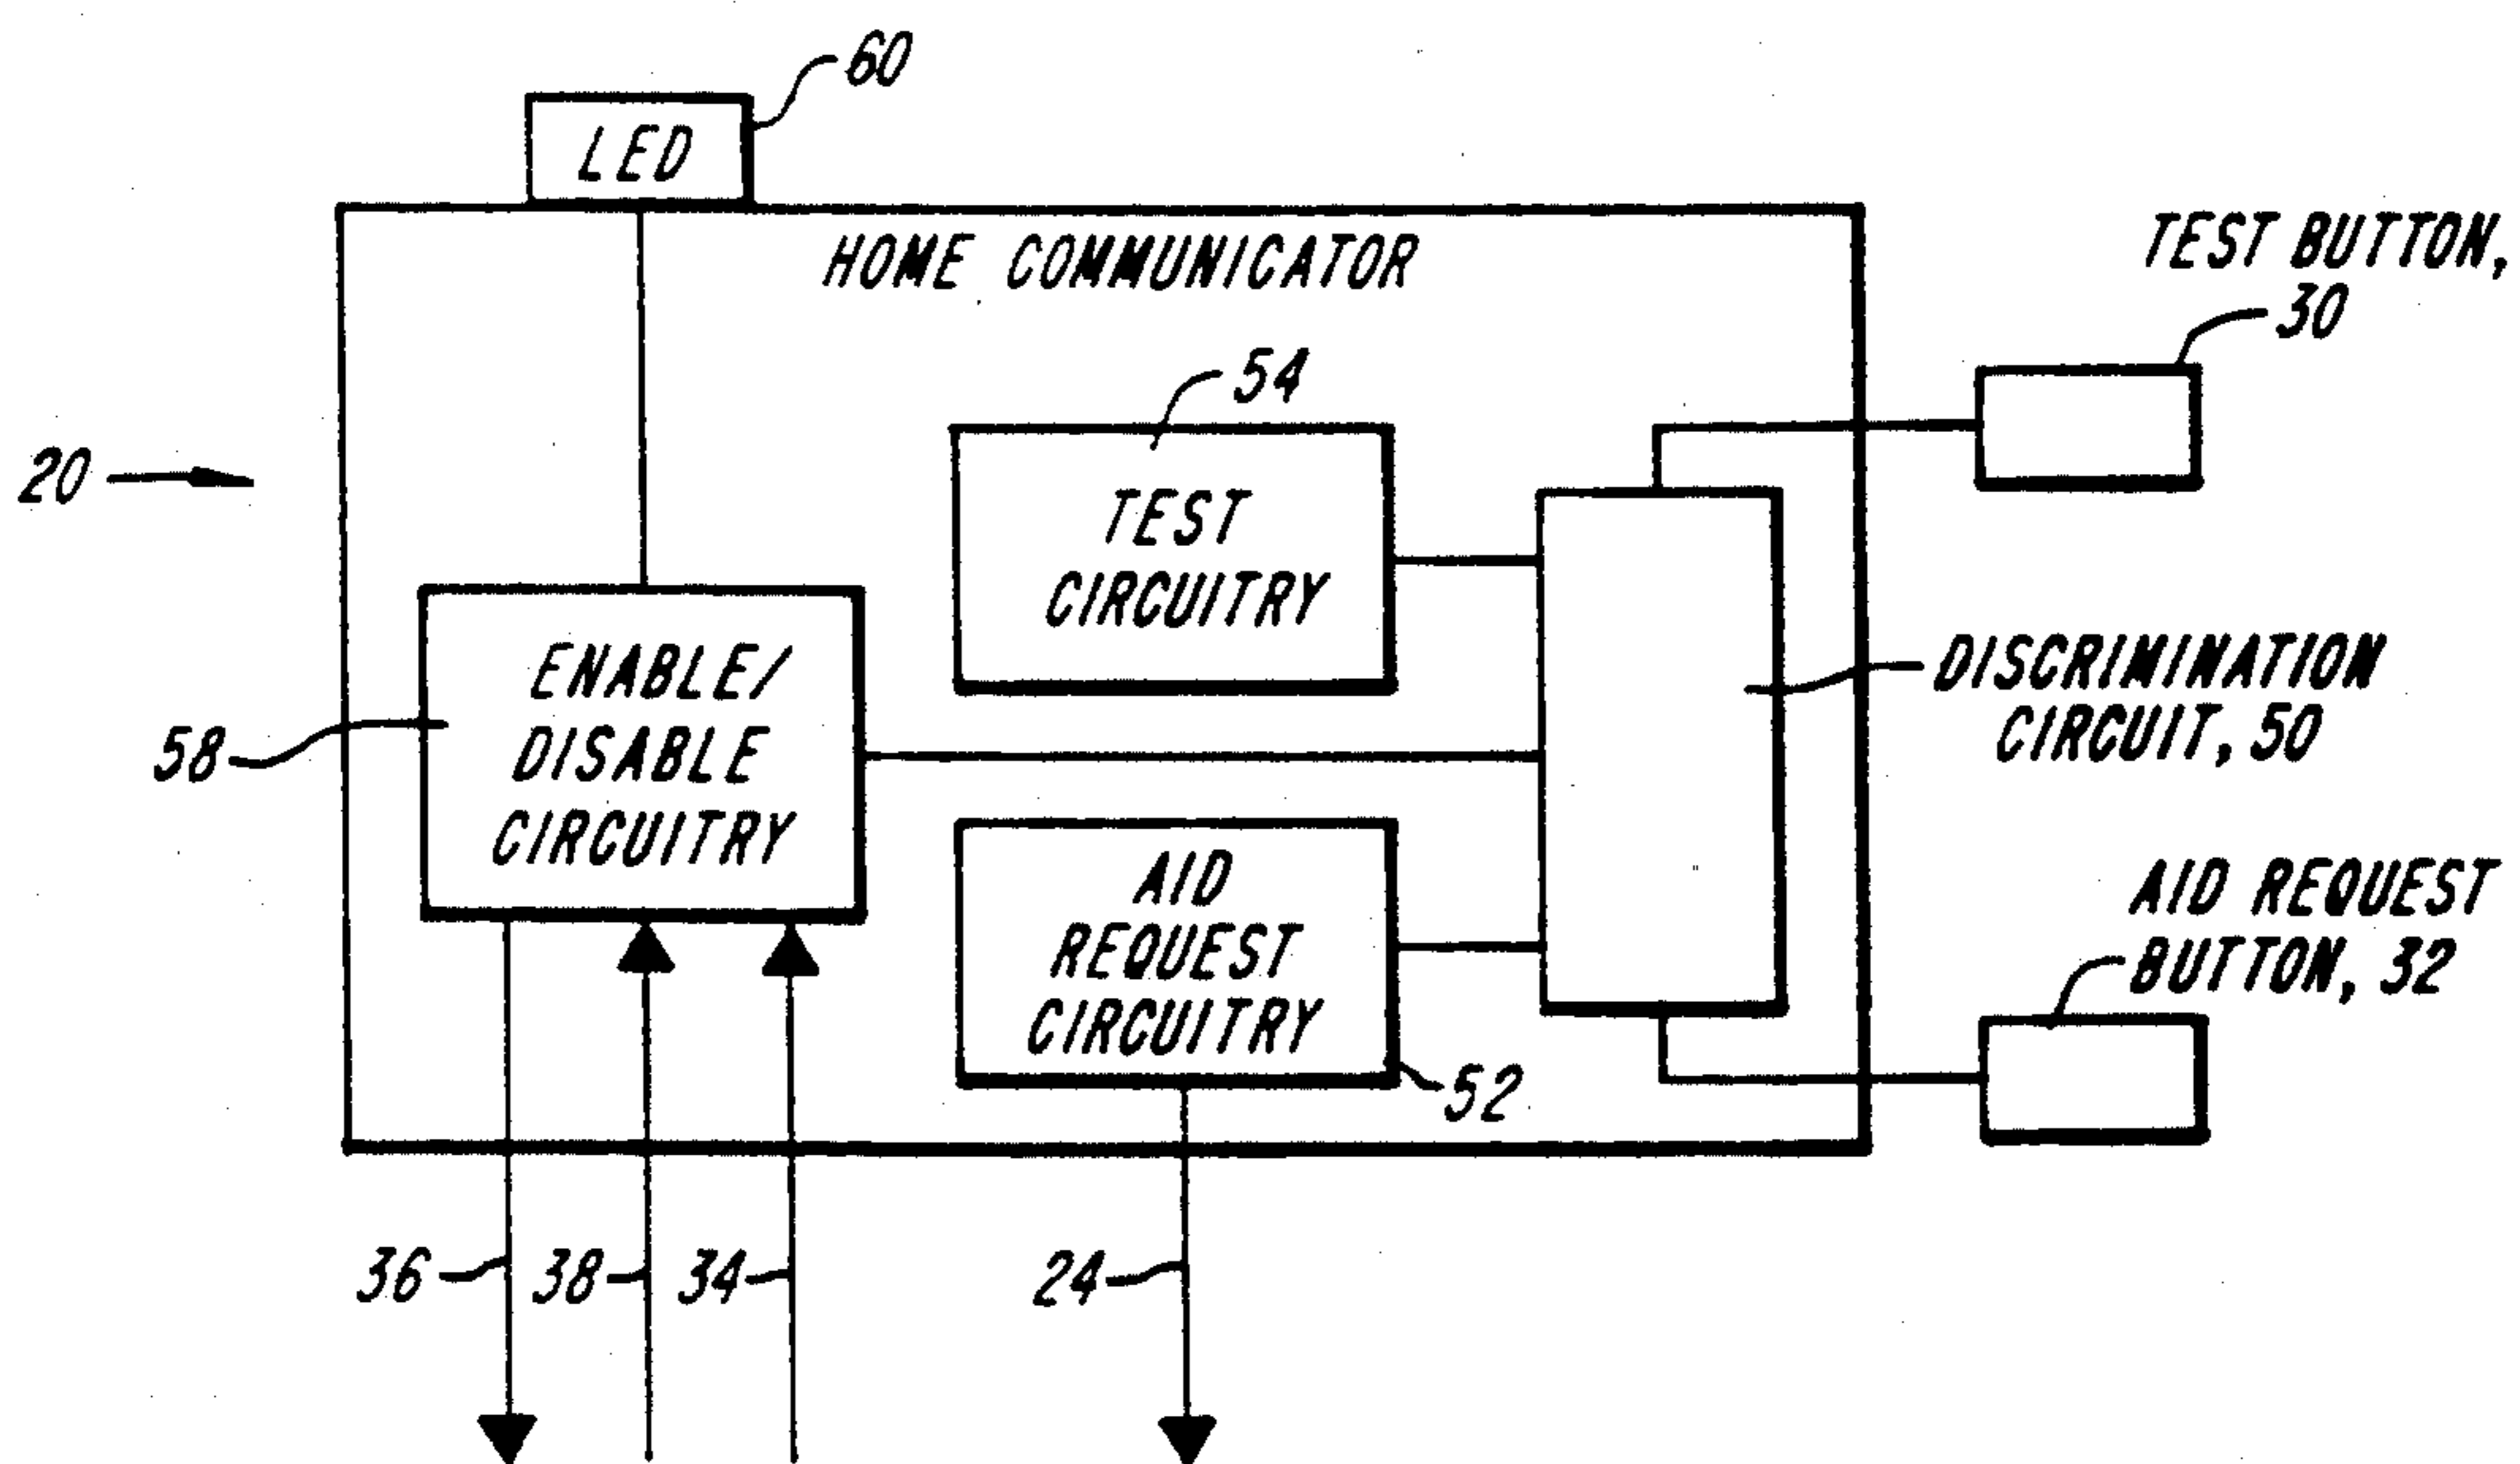 60
LED
HOME COMMUNICATOR
TEST BUTTON,
30
54
20
TEST
CIRCUITRY
ENABLE/
DISABLE
CIRCUITRY
58
DISCRIMINATION
CIRCUIT, 50
AID
REQUEST
CIRCUITRY
52
AID REQUEST
BUTTON, 32
36
38
34
24